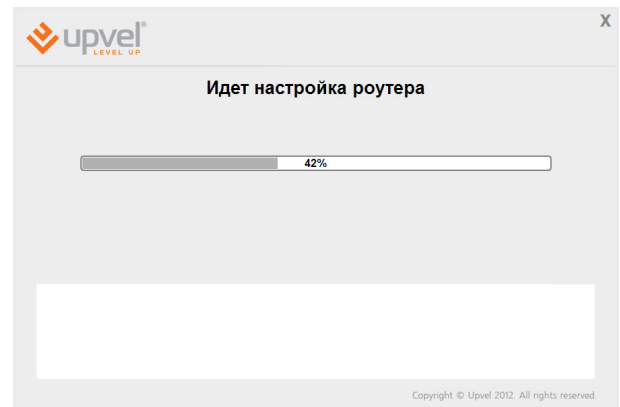 X
upvel®
LEVEL UP
Идет настройка роутера
42%
Copyright © Upvel 2012. All rights reserved.